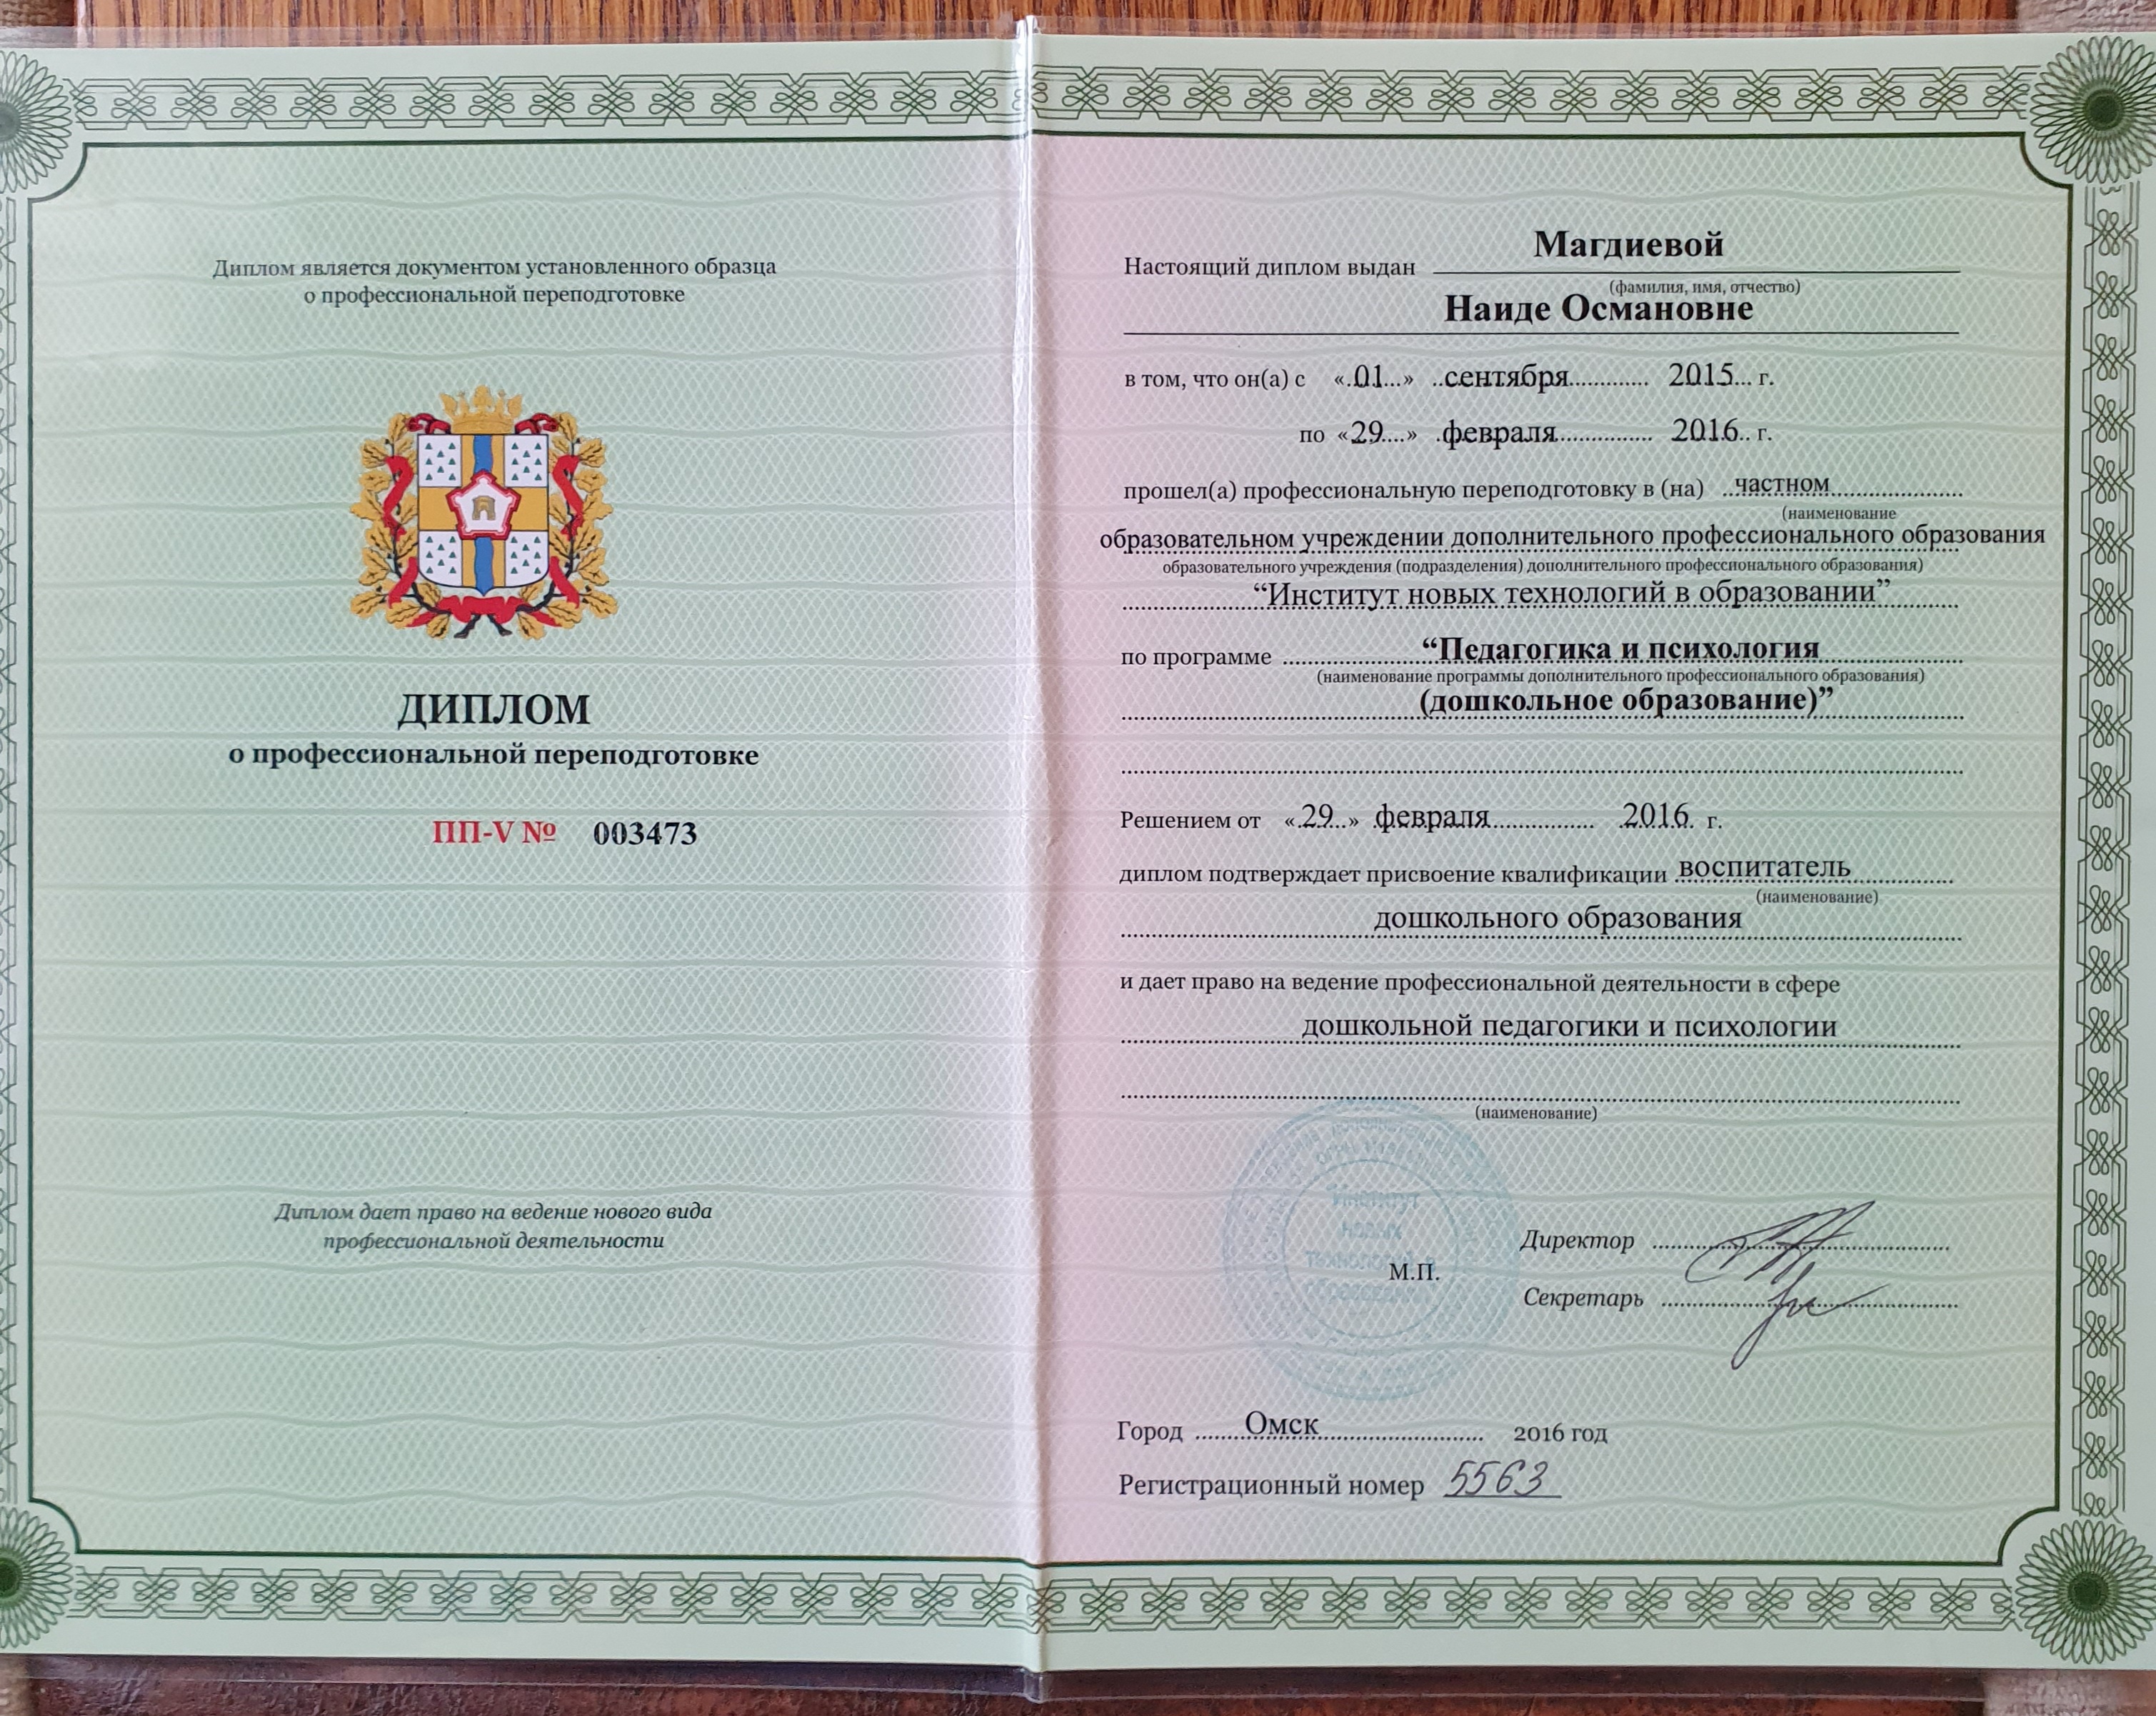 Диплом является документом установленного образца
о профессиональной переподготовке
ДИПЛОМ
о профессиональной переподготовке
ПП-V № 003473
Диплом дает право на ведение нового вида
профессиональной деятельности
Настоящий диплом выдан Магдиевой
(фамилия, имя, отчество)
Наиде Османовне
в том, что он(а) с «01» сентября 2015 г.
по «29» февраля 2016 г.
прошел(а) профессиональную переподготовку в (на) частном
(наименование
образовательном учреждении дополнительного профессионального образования
образовательного учреждения (подразделения) дополнительного профессионального образования)
“Институт новых технологий в образовании”
по программе “Педагогика и психология
(наименование программы дополнительного профессионального образования)
(дошкольное образование)”
Решением от «29» февраля 2016 г.
диплом подтверждает присвоение квалификации воспитатель
(наименование)
дошкольного образования
и дает право на ведение профессиональной деятельности в сфере
дошкольной педагогики и психологии
(наименование)
Институт
новых
технологий в
Директор
М.П.
Секретарь
Город Омск 2016 год
Регистрационный номер 5563